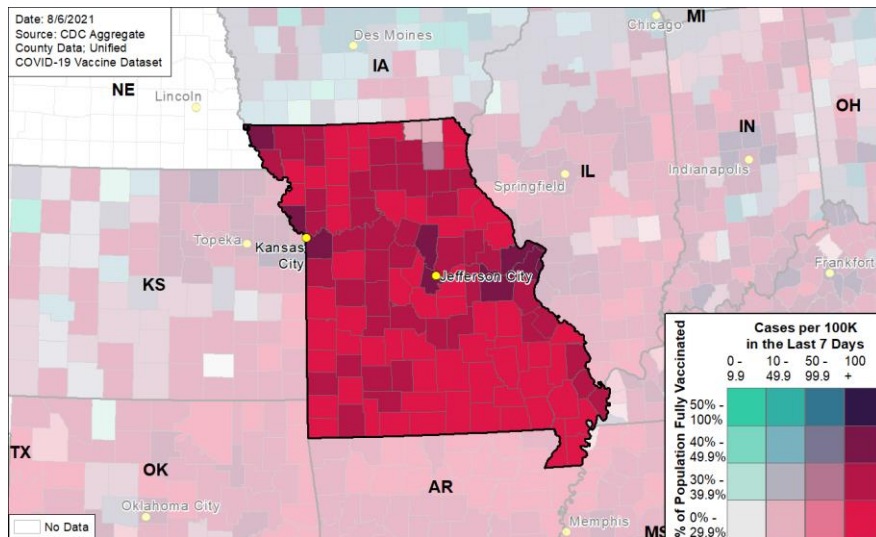 Date: 8/6/2021
Source: CDC Aggregate
County Data; Unified
COVID-19 Vaccine Dataset
NE
Lincoln
Des Moines
IA
Chicago
MI
OH
IN
Indianapolis
IL
Springfield
Topeka
Kansas
City
Jefferson City
KS
Frankfort
TX
OK
Oklahoma City
AR
Memphis
MS
No Data
Cases per 100K
in the Last 7 Days
0 -
9.9
10 -
49.9
50 -
99.9
100
+
% of Population Fully Vaccinated
50% -
100%
40% -
49.9%
30% -
39.9%
0% -
29.9%